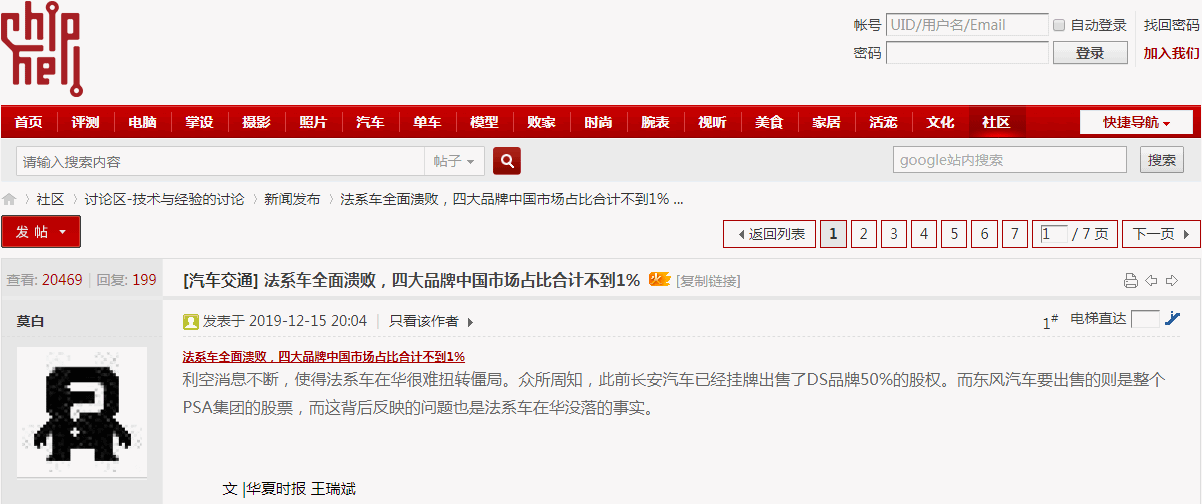 chip
hell
帐号 UID/用户名/Email 自动登录 找回密码
密码 登录 加入我们
首页 评测 电脑 掌设 摄影 照片 汽车 单车 模型 败家 时尚 腕表 视听 美食 家居 活宠 文化 社区 快捷导航
请输入搜索内容 帖子 google站内搜索 搜索
社区 讨论区-技术与经验的讨论 新闻发布 法系车全面溃败，四大品牌中国市场占比合计不到1% ...
发帖 返回列表 1 2 3 4 5 6 7 1 / 7 页 下一页
查看: 20469 | 回复: 199 [汽车交通] 法系车全面溃败，四大品牌中国市场占比合计不到1% 火 [复制链接]
莫白 发表于 2019-12-15 20:04 | 只看该作者 1# 电梯直达
法系车全面溃败，四大品牌中国市场占比合计不到1%
利空消息不断，使得法系车在华很难扭转僵局。众所周知，此前长安汽车已经挂牌出售了DS品牌50%的股权。而东风汽车要出售的则是整个
PSA集团的股票，而这背后反映的问题也是法系车在华没落的事实。
文 |华夏时报 王瑞斌